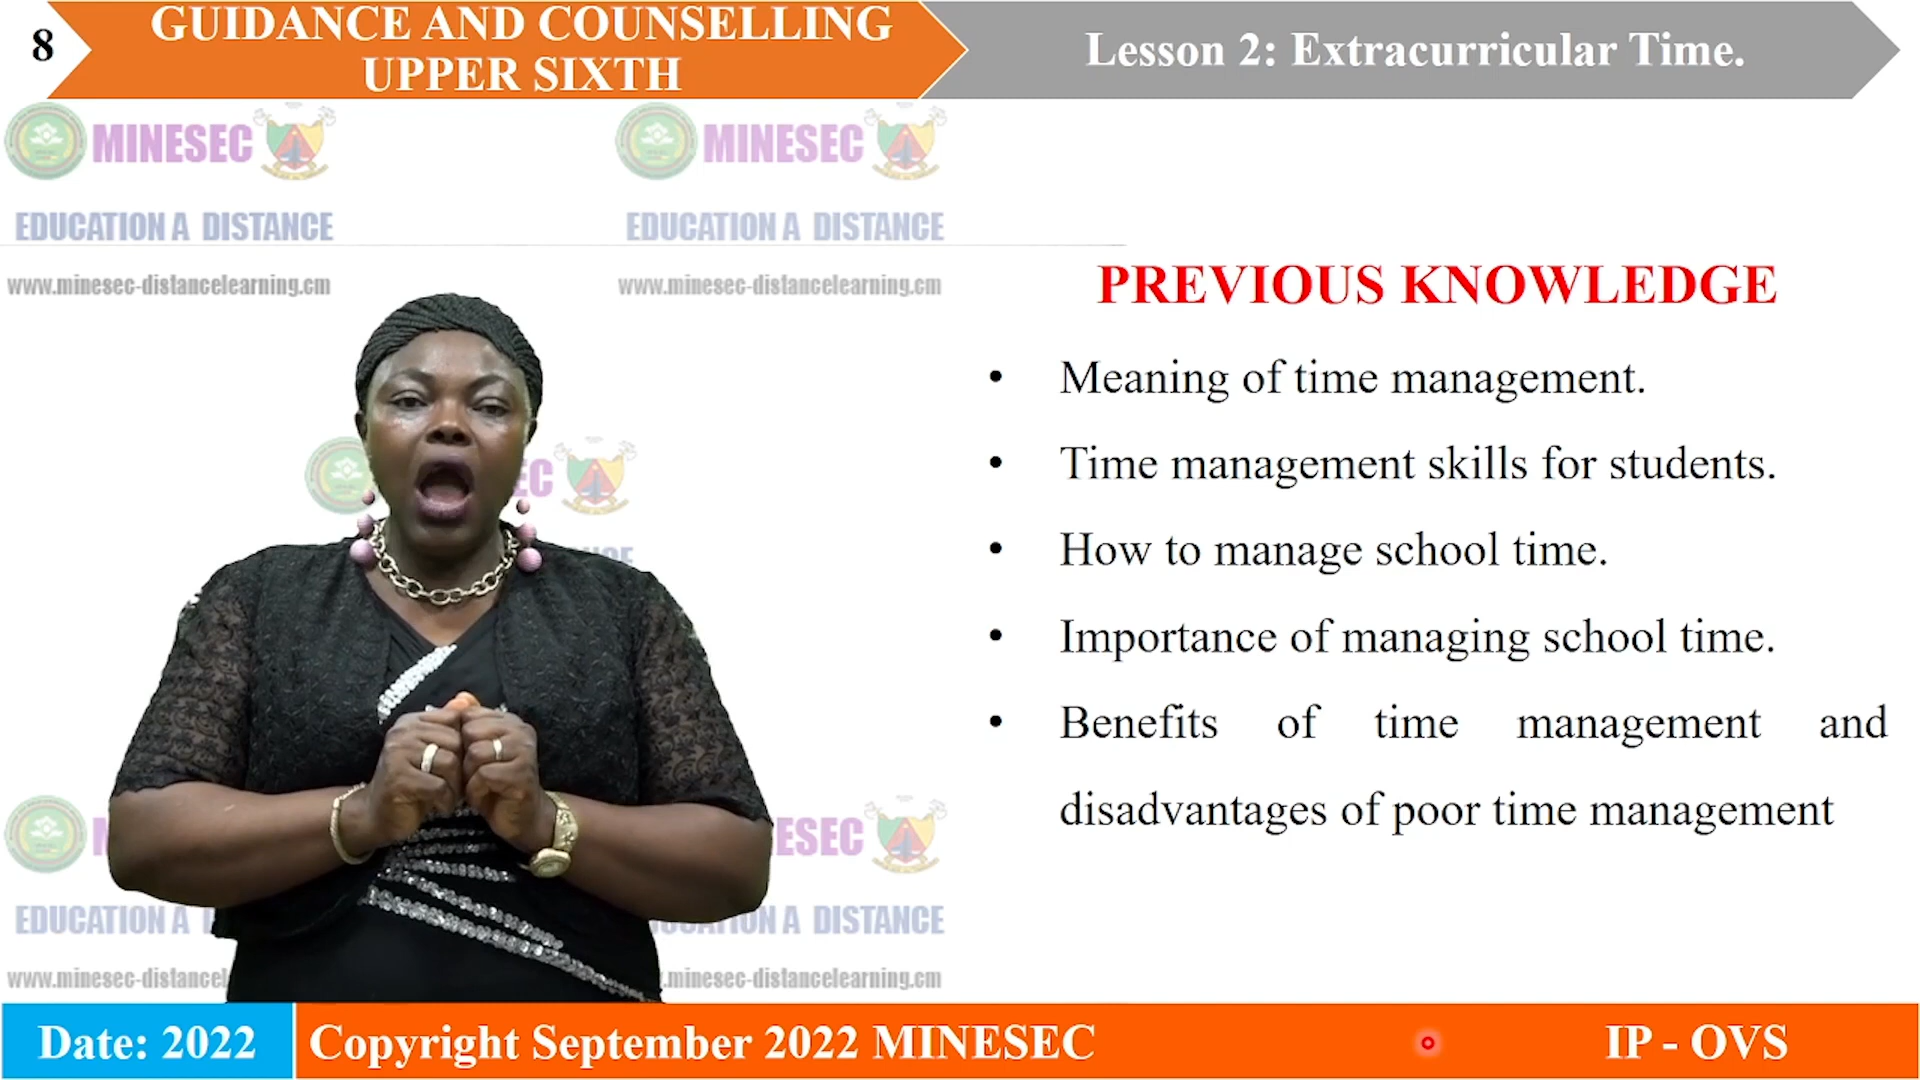 8
GUIDANCE AND COUNSELLING
UPPER SIXTH
Lesson 2: Extracurricular Time.
MINESEC
MINESEC
EDUCATION A DISTANCE
EDUCATION A DISTANCE
www.minesec-distancelearning.cm
www.minesec-distancelearning.cm
PREVIOUS KNOWLEDGE
• Meaning of time management.
• Time management skills for students.
• How to manage school time.
• Importance of managing school time.
• Benefits of time management and
disadvantages of poor time management
ESEC
EDUCATION A
DISTANCE
www.minesec-distancel
.minesec-distancelearning.cm
Date: 2022
Copyright September 2022 MINESEC
IP - OVS